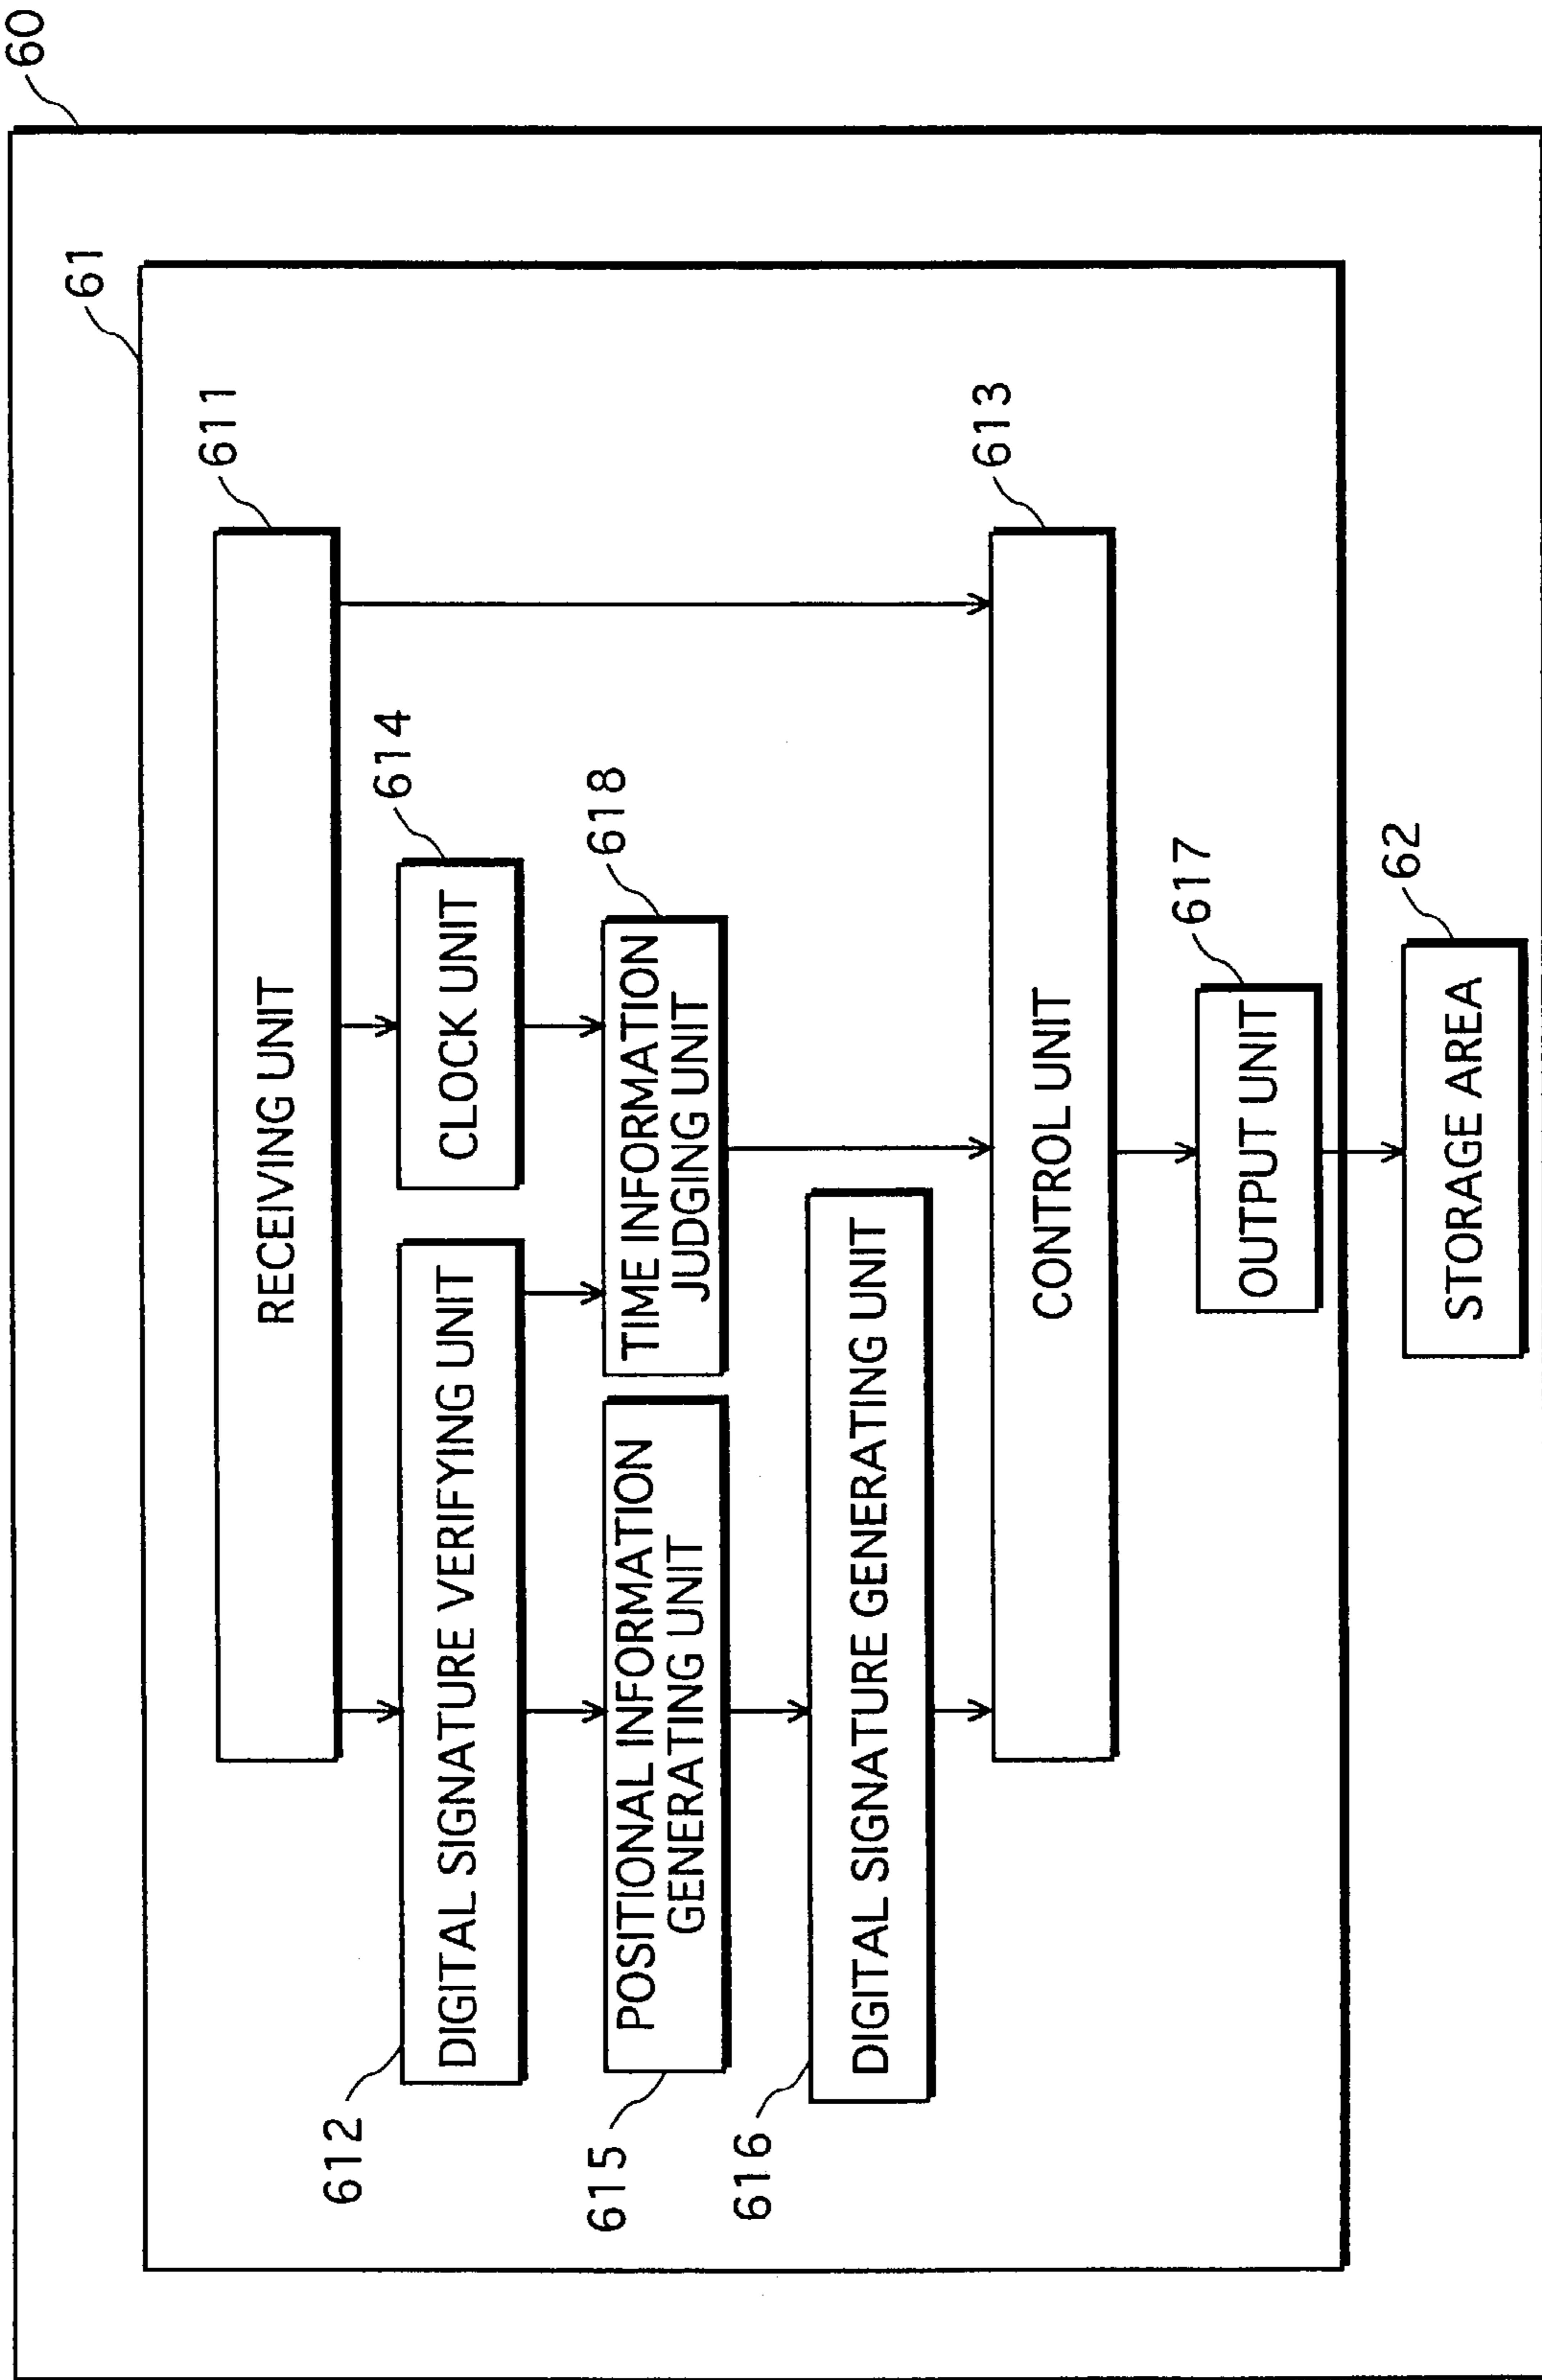 60
61
RECEIVING UNIT
611
DIGITAL SIGNATURE VERIFYING UNIT
612
CLOCK UNIT
614
POSITIONAL INFORMATION
GENERATING UNIT
615
TIME INFORMATION
JUDGING UNIT
618
DIGITAL SIGNATURE GENERATING UNIT
616
CONTROL UNIT
613
OUTPUT UNIT
617
STORAGE AREA
62